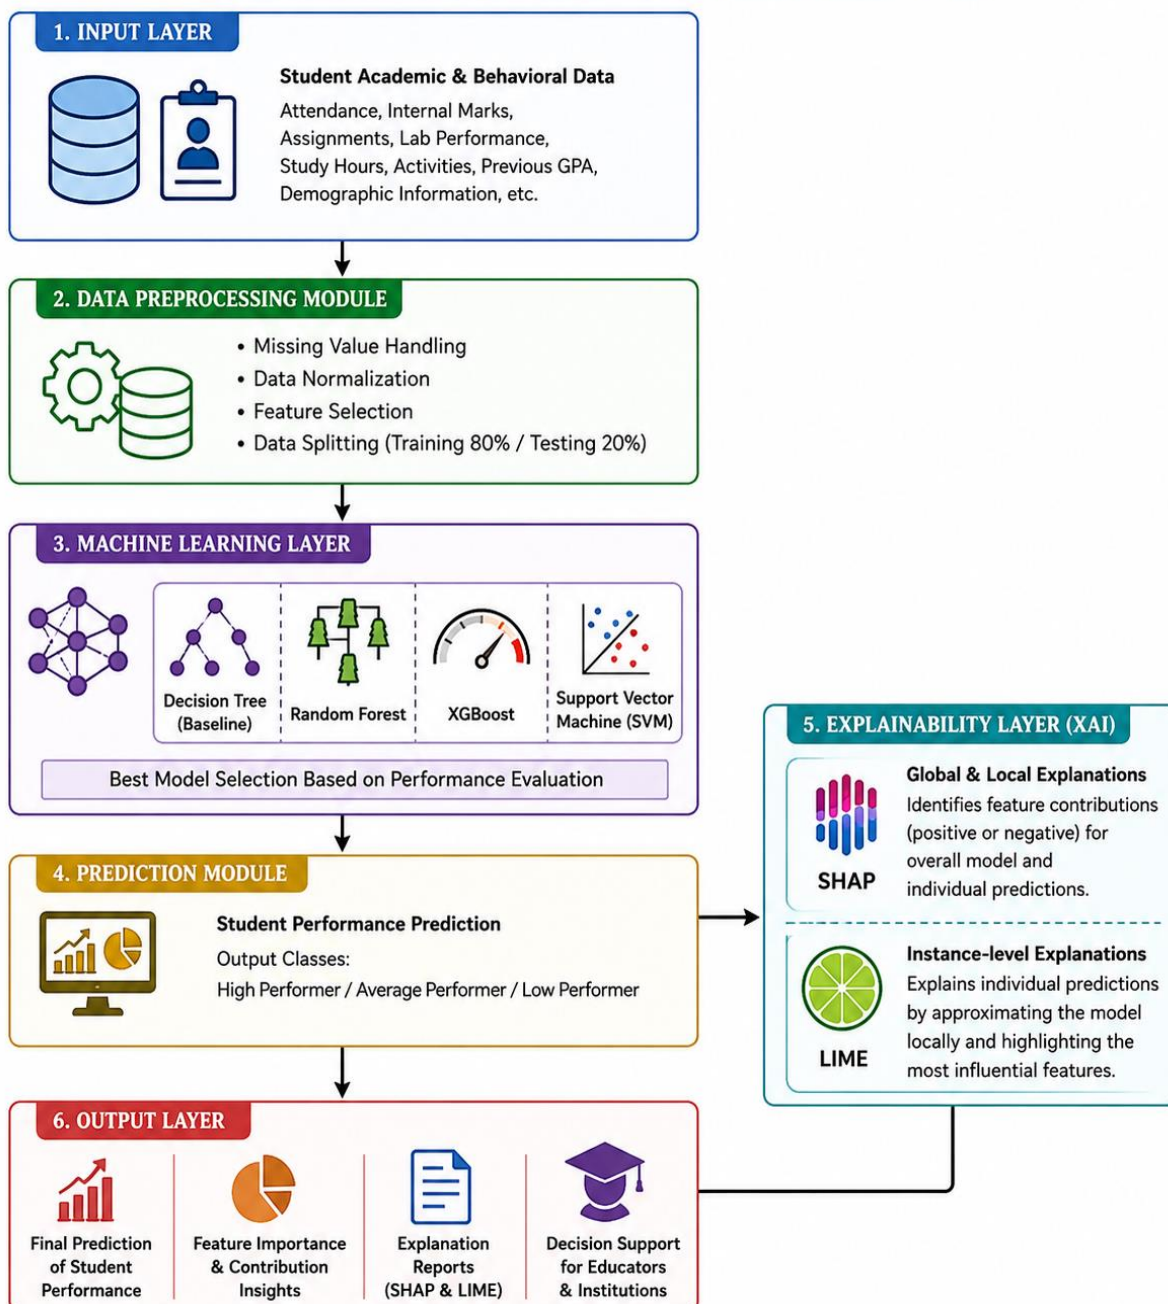 1. INPUT LAYER
Student Academic & Behavioral Data
Attendance, Internal Marks,
Assignments, Lab Performance,
Study Hours, Activities, Previous GPA,
Demographic Information, etc.
2. DATA PREPROCESSING MODULE
• Missing Value Handling
• Data Normalization
• Feature Selection
• Data Splitting (Training 80% / Testing 20%)
3. MACHINE LEARNING LAYER
Decision Tree
(Baseline)
Random Forest
XGBoost
Support Vector
Machine (SVM)
Best Model Selection Based on Performance Evaluation
4. PREDICTION MODULE
Student Performance Prediction
Output Classes:
High Performer / Average Performer / Low Performer
5. EXPLAINABILITY LAYER (XAI)
SHAP
Global & Local Explanations
Identifies feature contributions
(positive or negative) for
overall model and
individual predictions.
LIME
Instance-level Explanations
Explains individual predictions
by approximating the model
locally and highlighting the
most influential features.
6. OUTPUT LAYER
Final Prediction
of Student
Performance
Feature Importance
& Contribution
Insights
Explanation
Reports
(SHAP & LIME)
Decision Support
for Educators
& Institutions